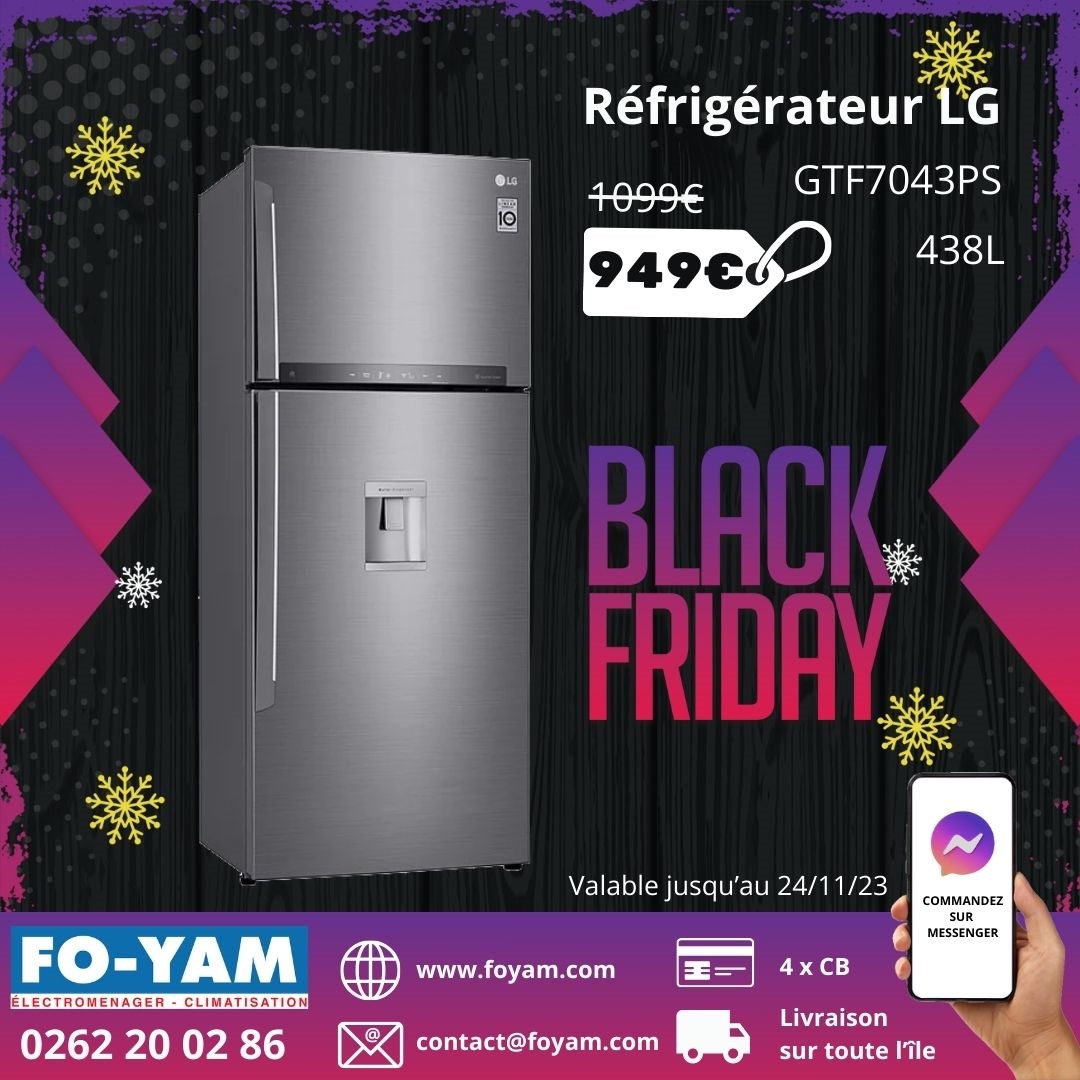 Réfrigérateur LG
1099€
GTF7043PS
949€
438L
LG
10
BLACK
FRIDAY
Valable jusqu’au 24/11/23
COMMANDEZ
SUR
MESSENGER
FO-YAM
ÉLECTROMENAGER - CLIMATISATION
0262 20 02 86
www.foyam.com
@
contact@foyam.com
4 x CB
Livraison
sur toute l’île